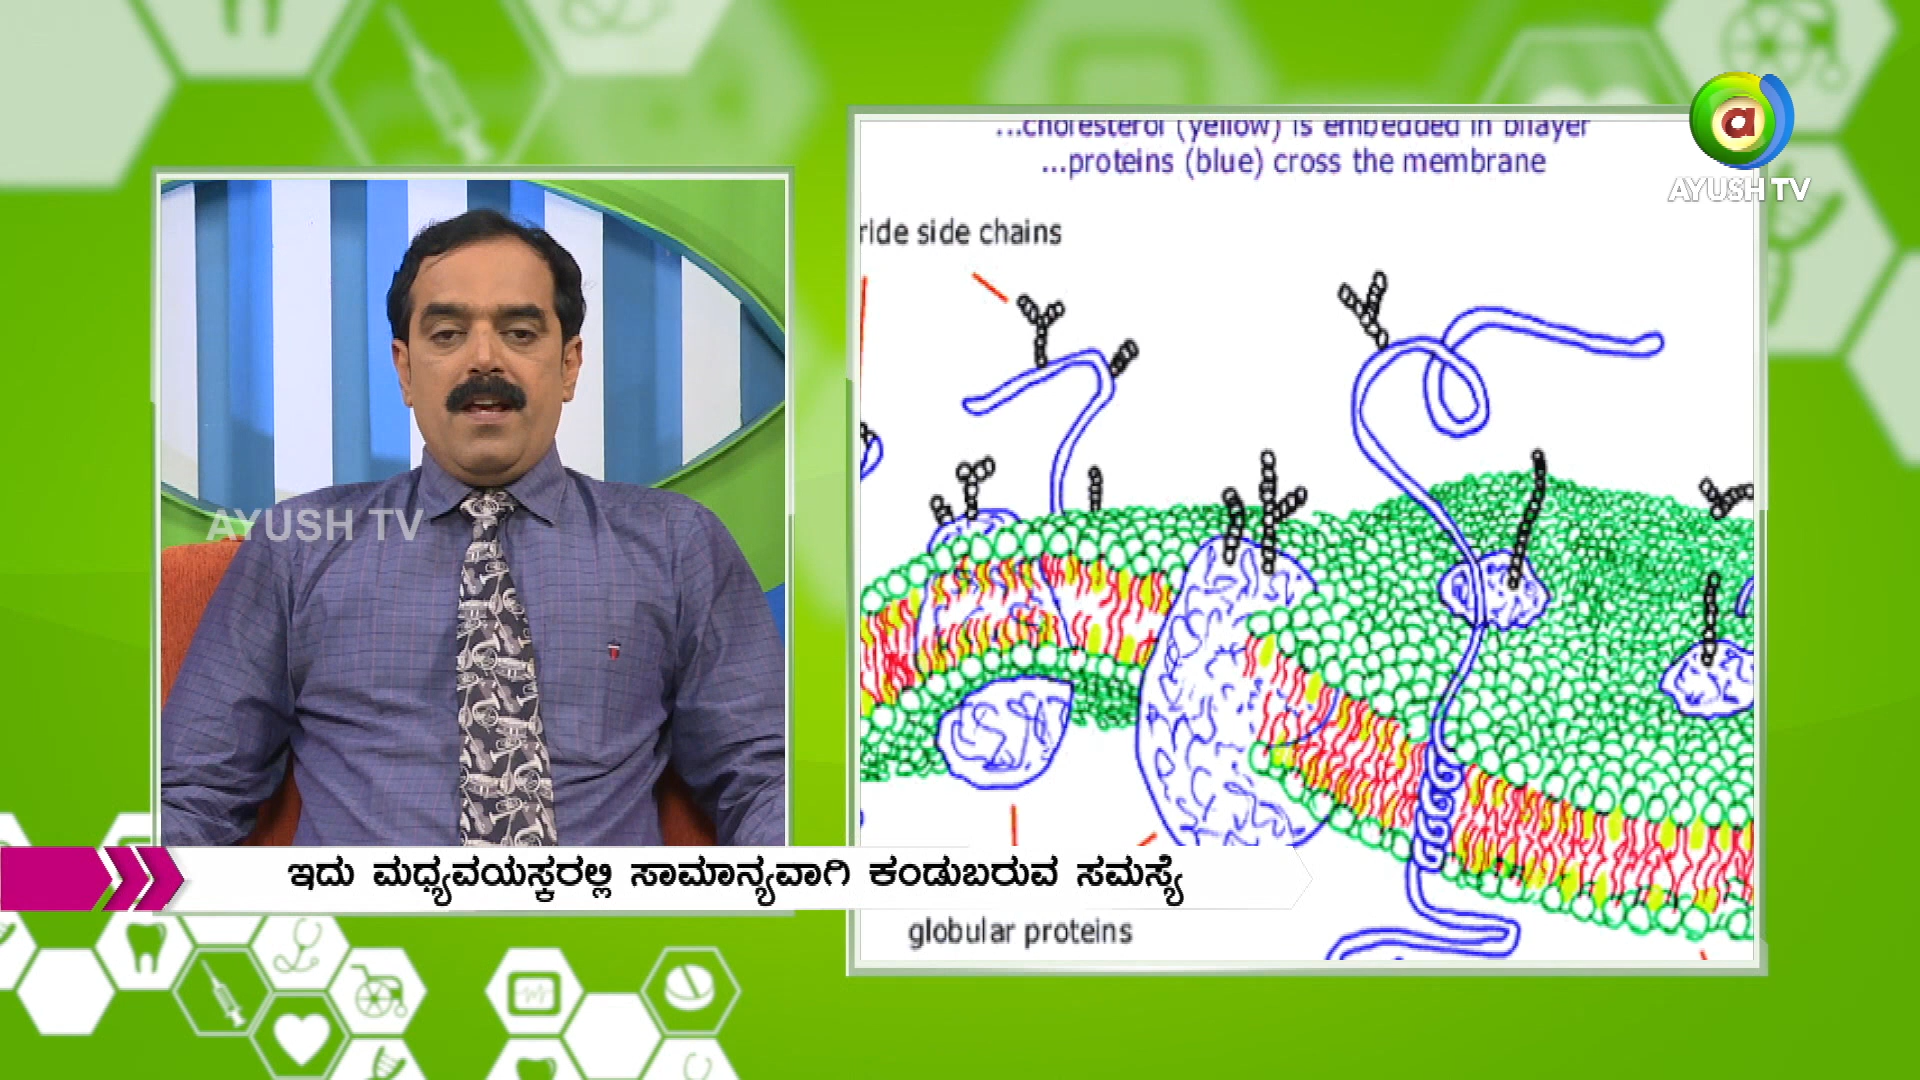 ...cholesterol (yellow) is embedded in bilayer
...proteins (blue) cross the membrane
AYUSH TV
ride side chains
AYUSH TV
ಇದು ಮಧ್ಯವಯಸ್ಕರಲ್ಲಿ ಸಾಮಾನ್ಯವಾಗಿ ಕಂಡುಬರುವ ಸಮಸ್ಯೆ
globular proteins